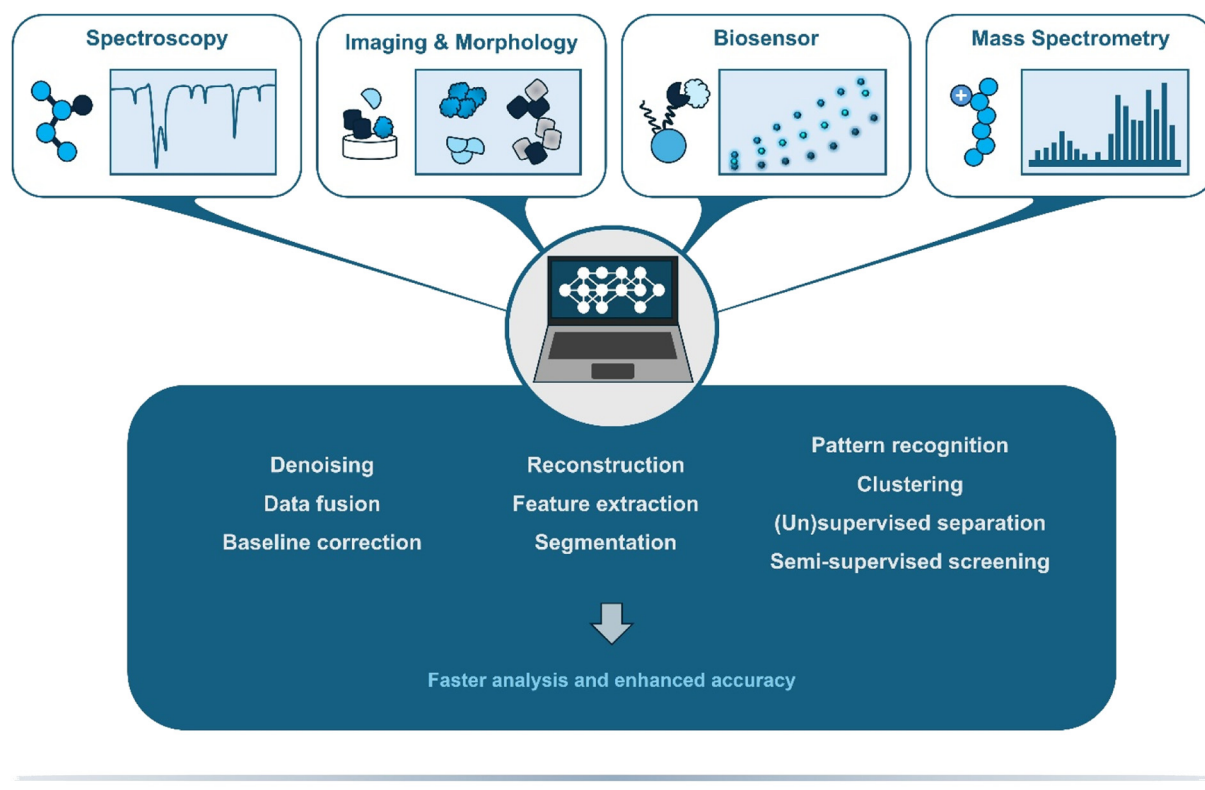 Spectroscopy
Imaging & Morphology
Biosensor
Mass Spectrometry
+
Denoising
Data fusion
Baseline correction
Reconstruction
Feature extraction
Segmentation
Pattern recognition
Clustering
(Un)supervised separation
Semi-supervised screening
Faster analysis and enhanced accuracy